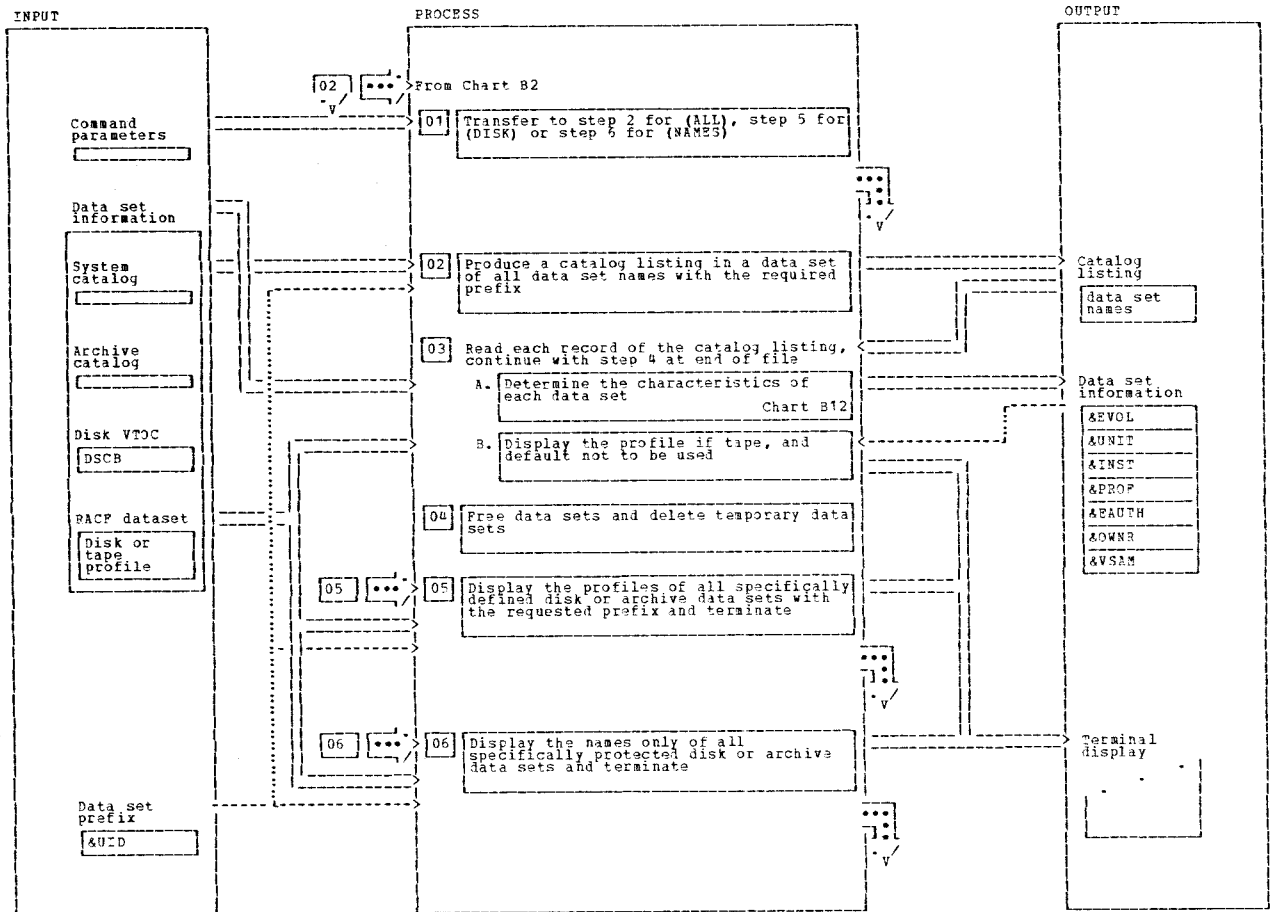 INPUT
PROCESS
OUTPUT
02
From Chart B2
Command
parameters
01
Transfer to step 2 for (ALL), step 5 for
(DISK) or step 6 for (NAMES)
Data set
information
System
catalog
02
Produce a catalog listing in a data set
of all data set names with the required
prefix
Catalog
listing
data set
names
Archive
catalog
03
Read each record of the catalog listing,
continue with step 4 at end of file
A.
Determine the characteristics of
each data set
Chart B12
Data set
information
&EVOL
&UNIT
&INST
&PROF
&EAUTH
&OWNR
&VSAM
Disk VTOC
DSCB
B.
Display the profile if tape, and
default not to be used
RACF dataset
Disk or
tape
profile
04
Free data sets and delete temporary data
sets
05
05
Display the profiles of all specifically
defined disk or archive data sets with
the requested prefix and terminate
06
06
Display the names only of all
specifically protected disk or archive
data sets and terminate
Terminal
display
Data set
prefix
&UID